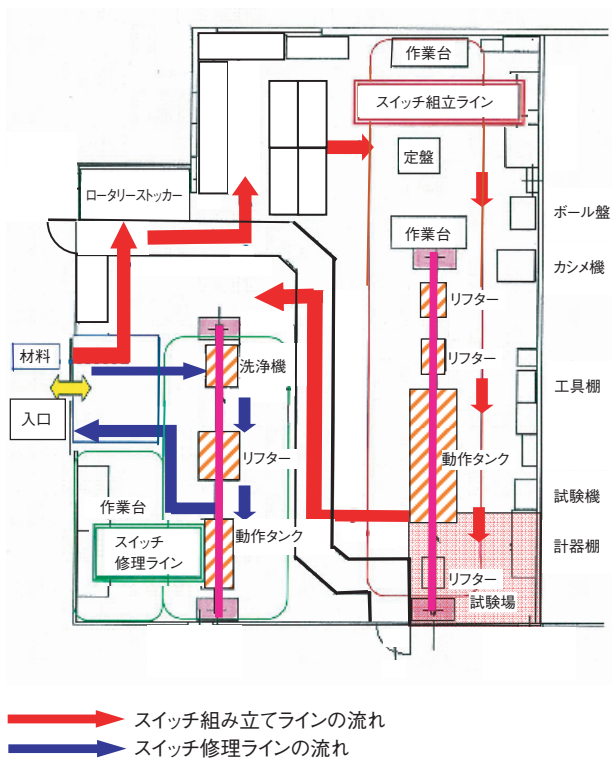 作業台
スイッチ組立ライン
定盤
ロータリーストッカー
ボール盤
作業台
カシメ機
リフター
材料
洗浄機
リフター
入口
工具棚
リフター
動作タンク
試験機
作業台
動作タンク
計器棚
スイッチ
修理ライン
リフター
試験場
スイッチ組み立てラインの流れ
スイッチ修理ラインの流れ